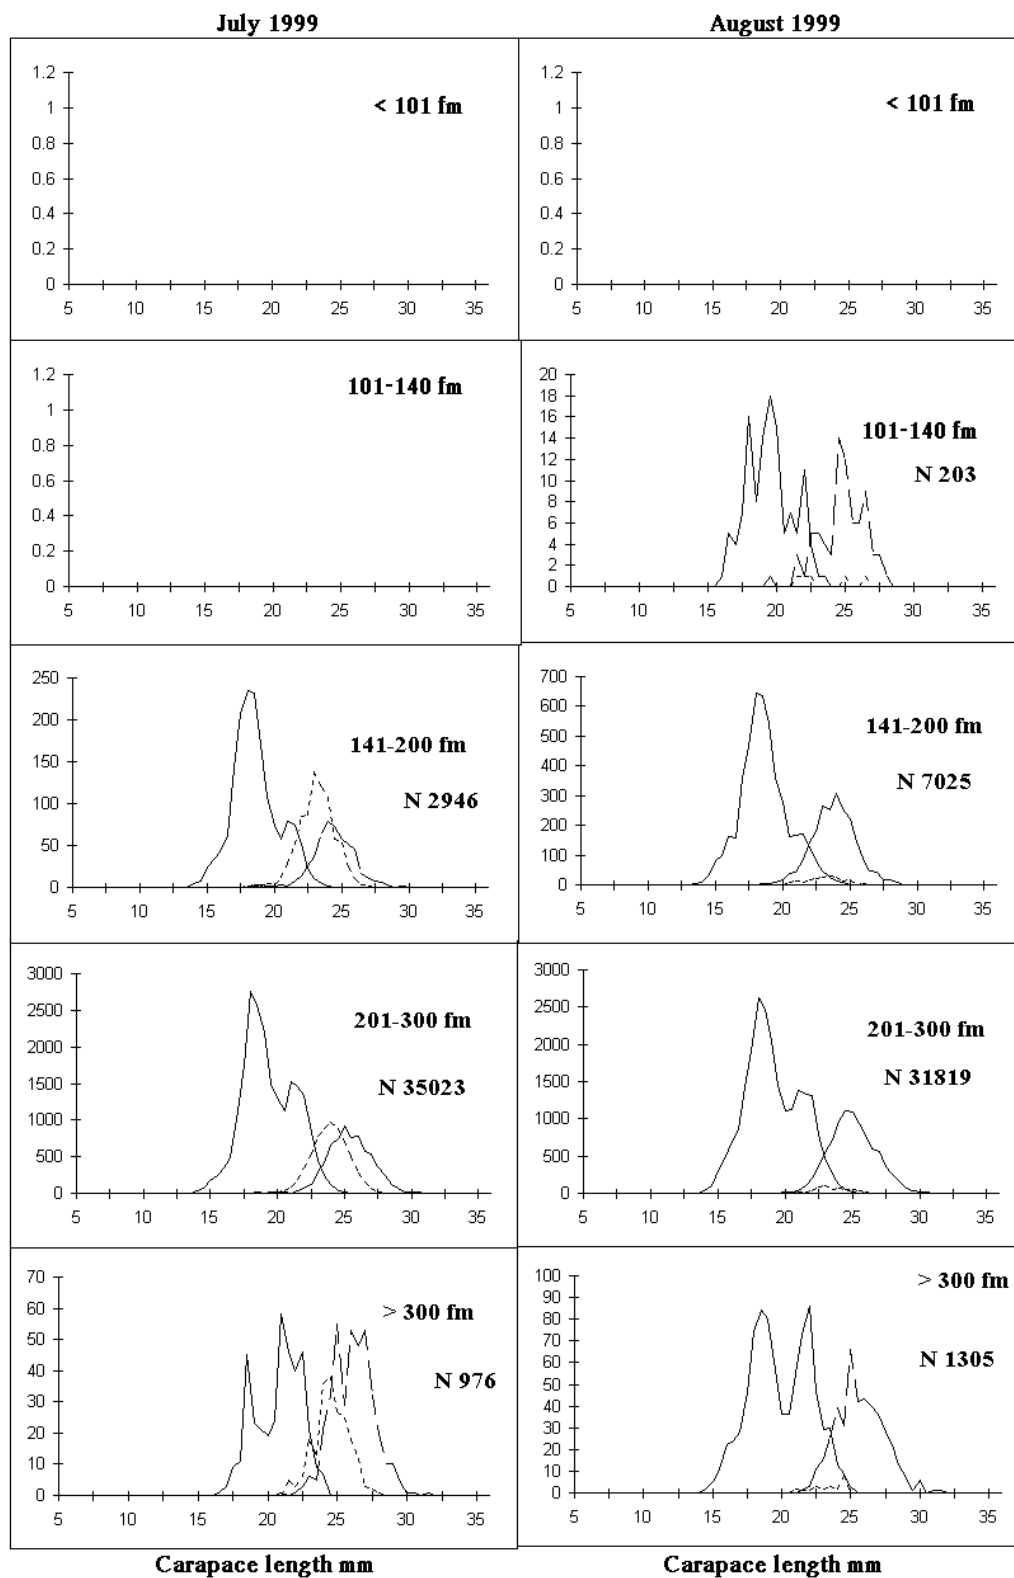 July 1999
August 1999
1.2
1
0.8
0.6
0.4
0.2
0
< 101 fm
5 10 15 20 25 30 35
1.2
1
0.8
0.6
0.4
0.2
0
< 101 fm
5 10 15 20 25 30 35
1.2
1
0.8
0.6
0.4
0.2
0
101-140 fm
5 10 15 20 25 30 35
20
18
16
14
12
10
8
6
4
2
0
101-140 fm
N 203
5 10 15 20 25 30 35
250
200
150
100
50
0
141-200 fm
N 2946
5 10 15 20 25 30 35
700
600
500
400
300
200
100
0
141-200 fm
N 7025
5 10 15 20 25 30 35
3000
2500
2000
1500
1000
500
0
201-300 fm
N 35023
5 10 15 20 25 30 35
3000
2500
2000
1500
1000
500
0
201-300 fm
N 31819
5 10 15 20 25 30 35
70
60
50
40
30
20
10
0
> 300 fm
N 976
5 10 15 20 25 30 35
100
90
80
70
60
50
40
30
20
10
0
> 300 fm
N 1305
5 10 15 20 25 30 35
Carapace length mm
Carapace length mm